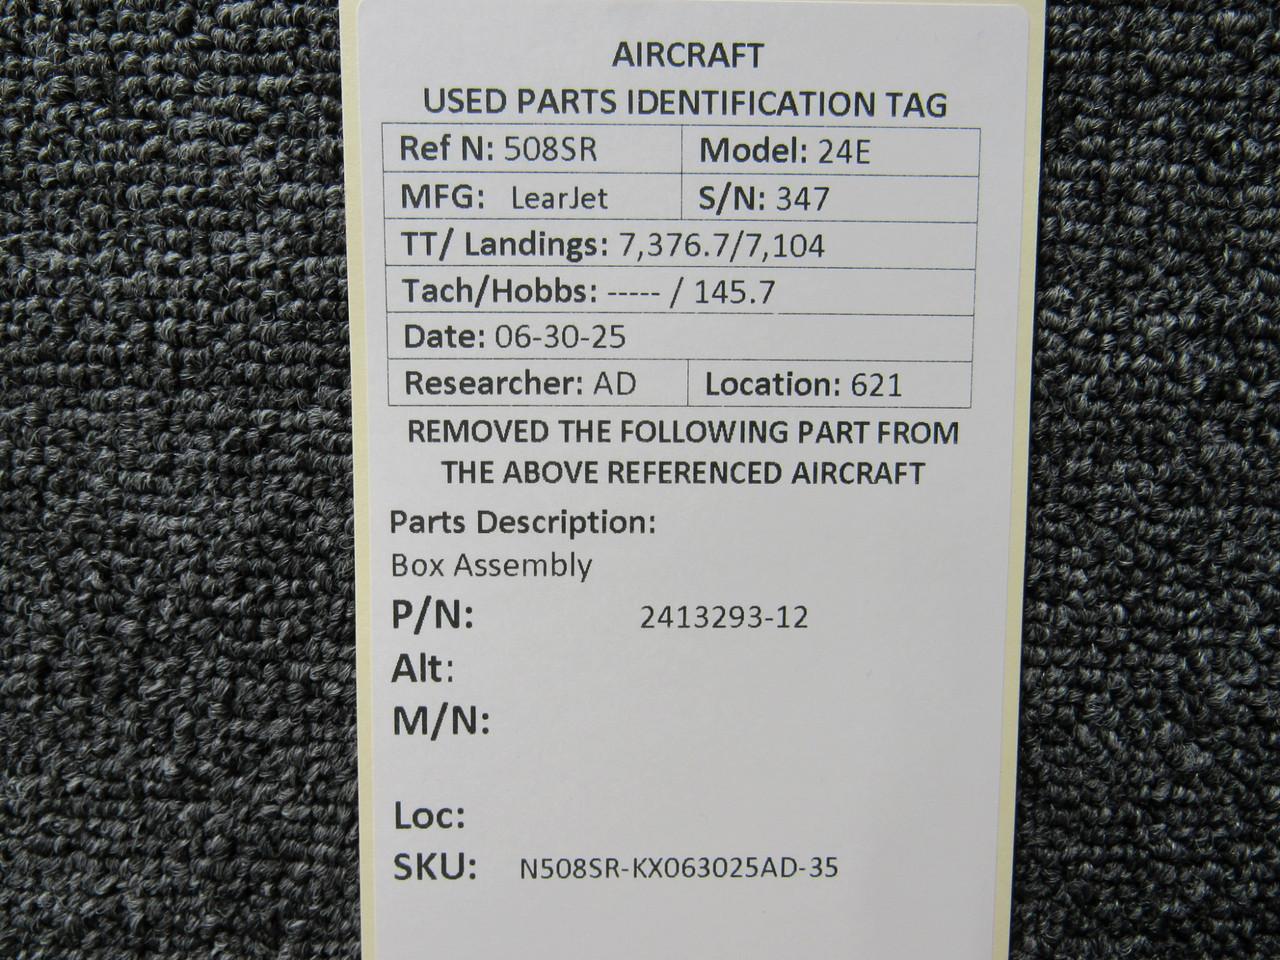 AIRCRAFT
USED PARTS IDENTIFICATION TAG
Ref N: 508SR Model: 24E
MFG: LearJet S/N: 347
TT/ Landings: 7,376.7/7,104
Tach/Hobbs: ----- / 145.7
Date: 06-30-25
Researcher: AD Location: 621
REMOVED THE FOLLOWING PART FROM
THE ABOVE REFERENCED AIRCRAFT
Parts Description:
Box Assembly
P/N: 2413293-12
Alt:
M/N:
Loc:
SKU: N508SR-KX063025AD-35